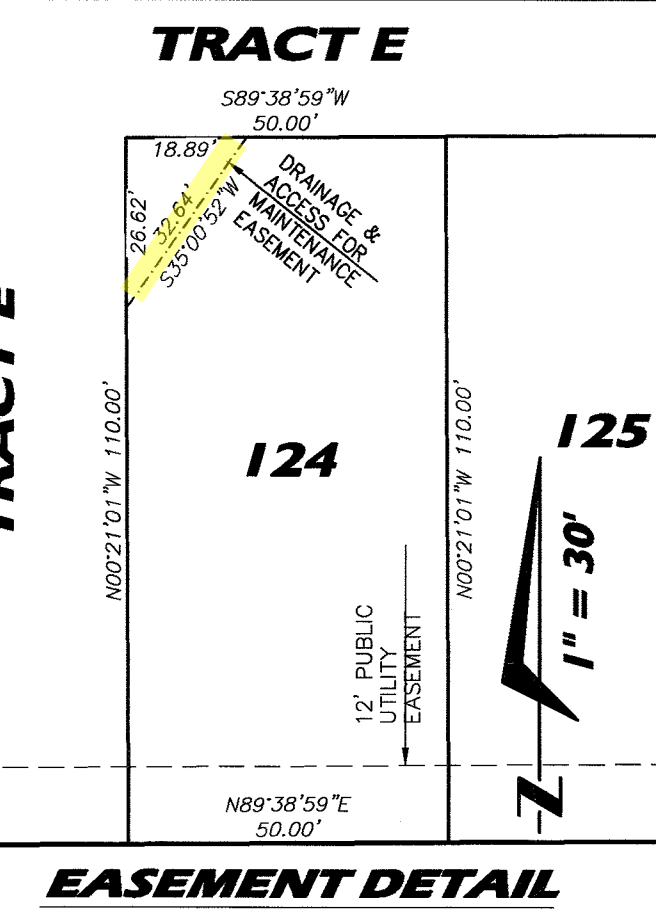 TRACT E
S89°38'59"W
50.00'
18.89'
26.62'
32.64'
S35°00'52"W
DRAINAGE &
ACCESS FOR
MAINTENANCE
EASEMENT
TRACT E
N00°21'01"W 110.00'
124
N00°21'01"W 110.00'
125
1" = 30'
12' PUBLIC
UTILITY
EASEMENT
N
N89°38'59"E
50.00'
EASEMENT DETAIL